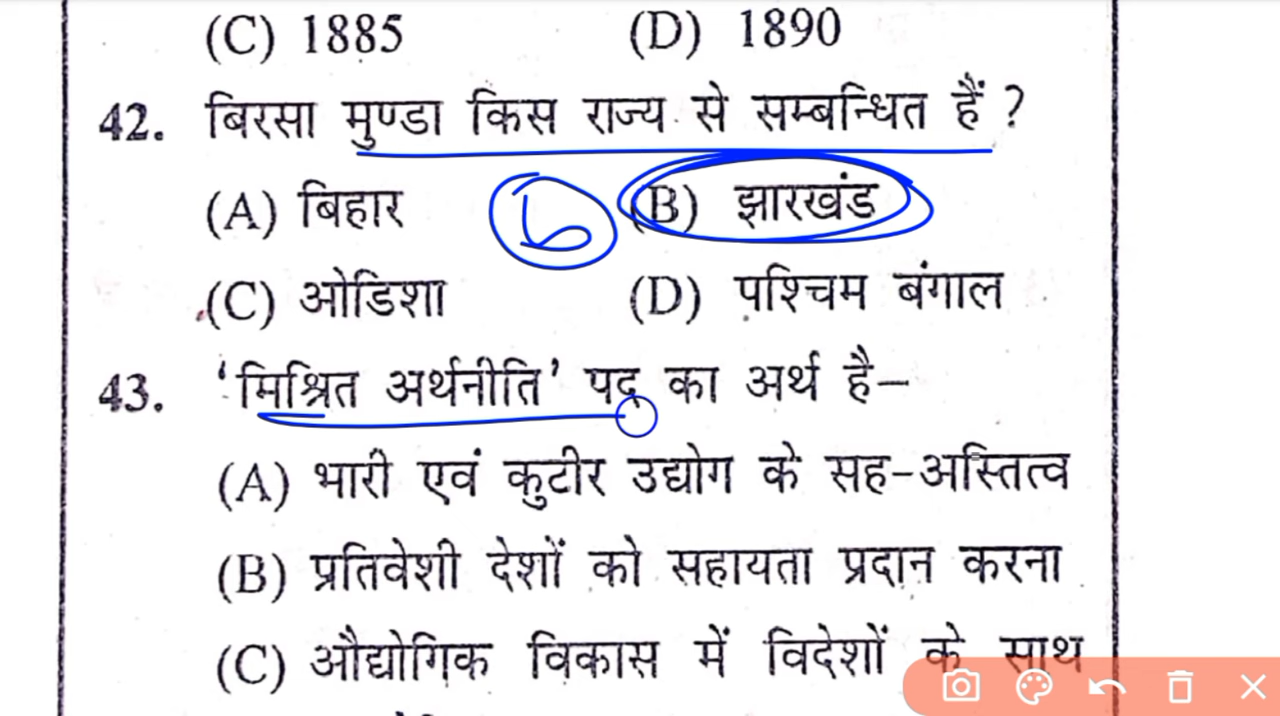 (C) 1885 (D) 1890
42. बिरसा मुण्डा किस राज्य से सम्बन्धित हैं ?
(A) बिहार b (B) झारखंड
(C) ओडिशा (D) पश्चिम बंगाल
43. ‘मिश्रित अर्थनीति’ पद का अर्थ है–
(A) भारी एवं कुटीर उद्योग के सह-अस्तित्व
(B) प्रतिवेशी देशों को सहायता प्रदान करना
(C) औद्योगिक विकास में विदेशों के साथ